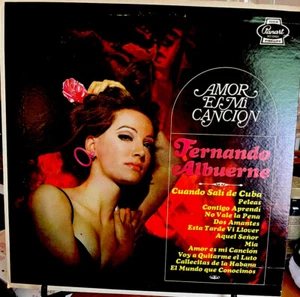 Panart
AMOR
ES MI
CANCION
Fernando
Albuerne
Cuando Salí de Cuba
Peleas
Contigo Aprendí
No Vale la Pena
Dos Amantes
Esta Tarde Ví Llover
Aquel Señor
Mía
Amor es mi Canción
Voy a Quitarme el Luto
Callecitas de la Habana
El Mundo que Conocimos